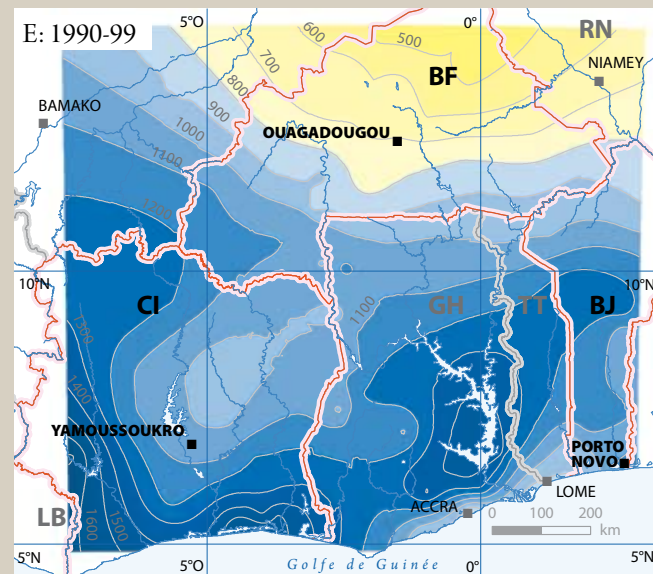 E: 1990-99
5°O
0°
RN
600
500
700
BF
NIAMEY
800
BAMAKO
900
OUAGADOUGOU
1000
1100
1200
10°N
10°N
CI
1100
GH
TT
BJ
1300
1400
YAMOUSSOUKRO
PORTO
NOVO
LOME
ACCRA
LB
1600
1500
0 100 200
km
5°N
5°O
Golfe de Guinée
0°
5°N